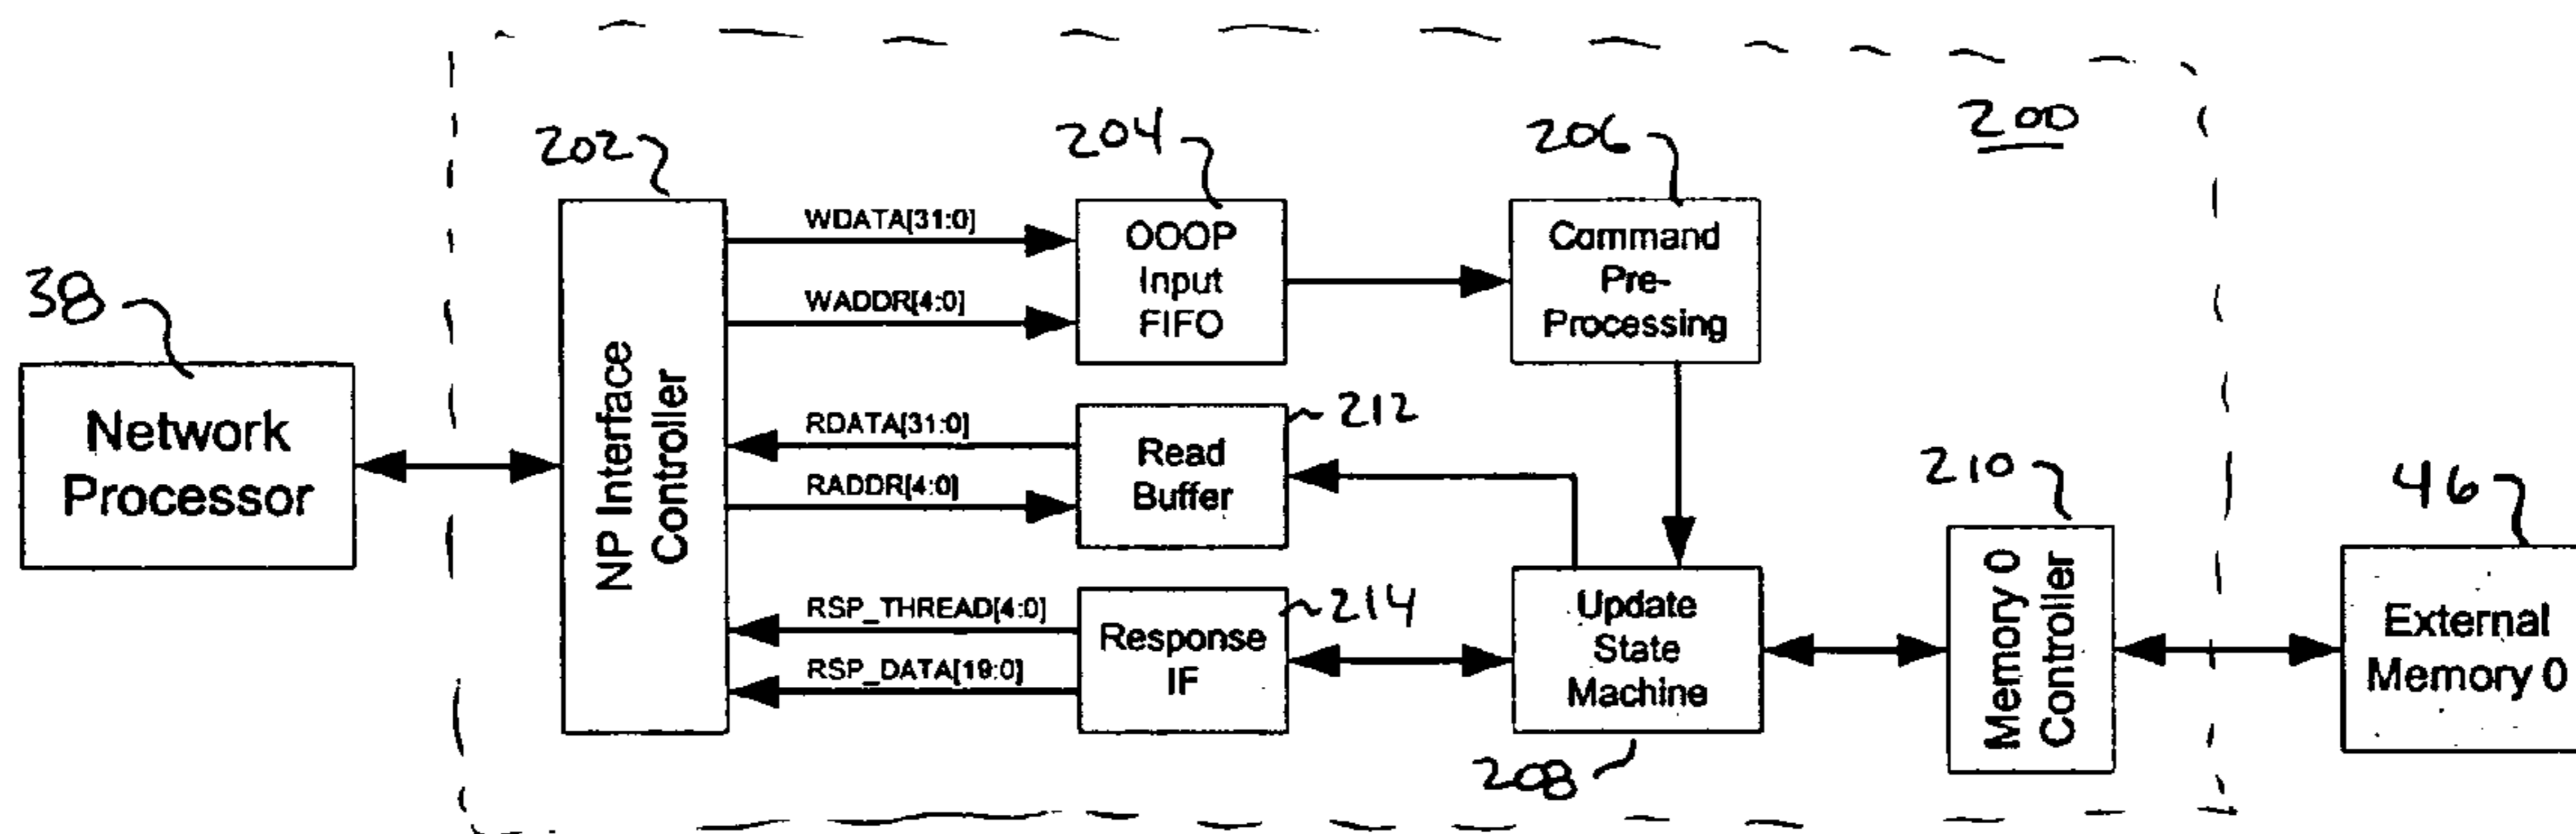 200
202
204
206
WDATA[31:0]
WADDR[4:0]
OOOP
Input
FIFO
Command
Pre-
Processing
38
Network
Processor
NP Interface
Controller
RDATA[31:0]
RADDR[4:0]
Read
Buffer
212
RSP_THREAD[4:0]
RSP_DATA[19:0]
Response
IF
214
Update
State
Machine
208
210
Memory 0
Controller
46
External
Memory 0